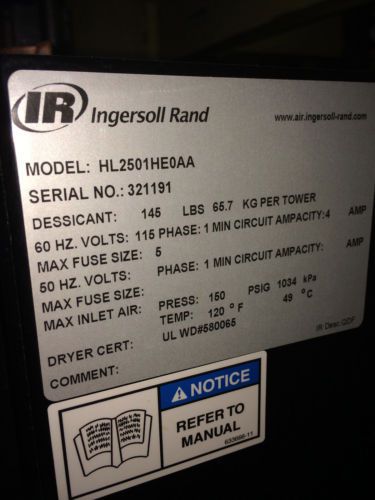 IR Ingersoll Rand www.air.ingersoll-rand.com
MODEL: HL2501HE0AA
SERIAL NO.: 321191
DESSICANT: 145 LBS 65.7 KG PER TOWER
60 HZ. VOLTS: 115 PHASE: 1 MIN CIRCUIT AMPACITY:4 AMP
MAX FUSE SIZE: 5
50 HZ. VOLTS: PHASE: 1 MIN CIRCUIT AMPACITY: AMP
MAX FUSE SIZE:
MAX INLET AIR: PRESS: 150 PSIG 1034 kPa
TEMP: 120 °F 49 °C
DRYER CERT: UL WD#580065
COMMENT: IR Desc.:QDF
NOTICE
REFER TO
MANUAL